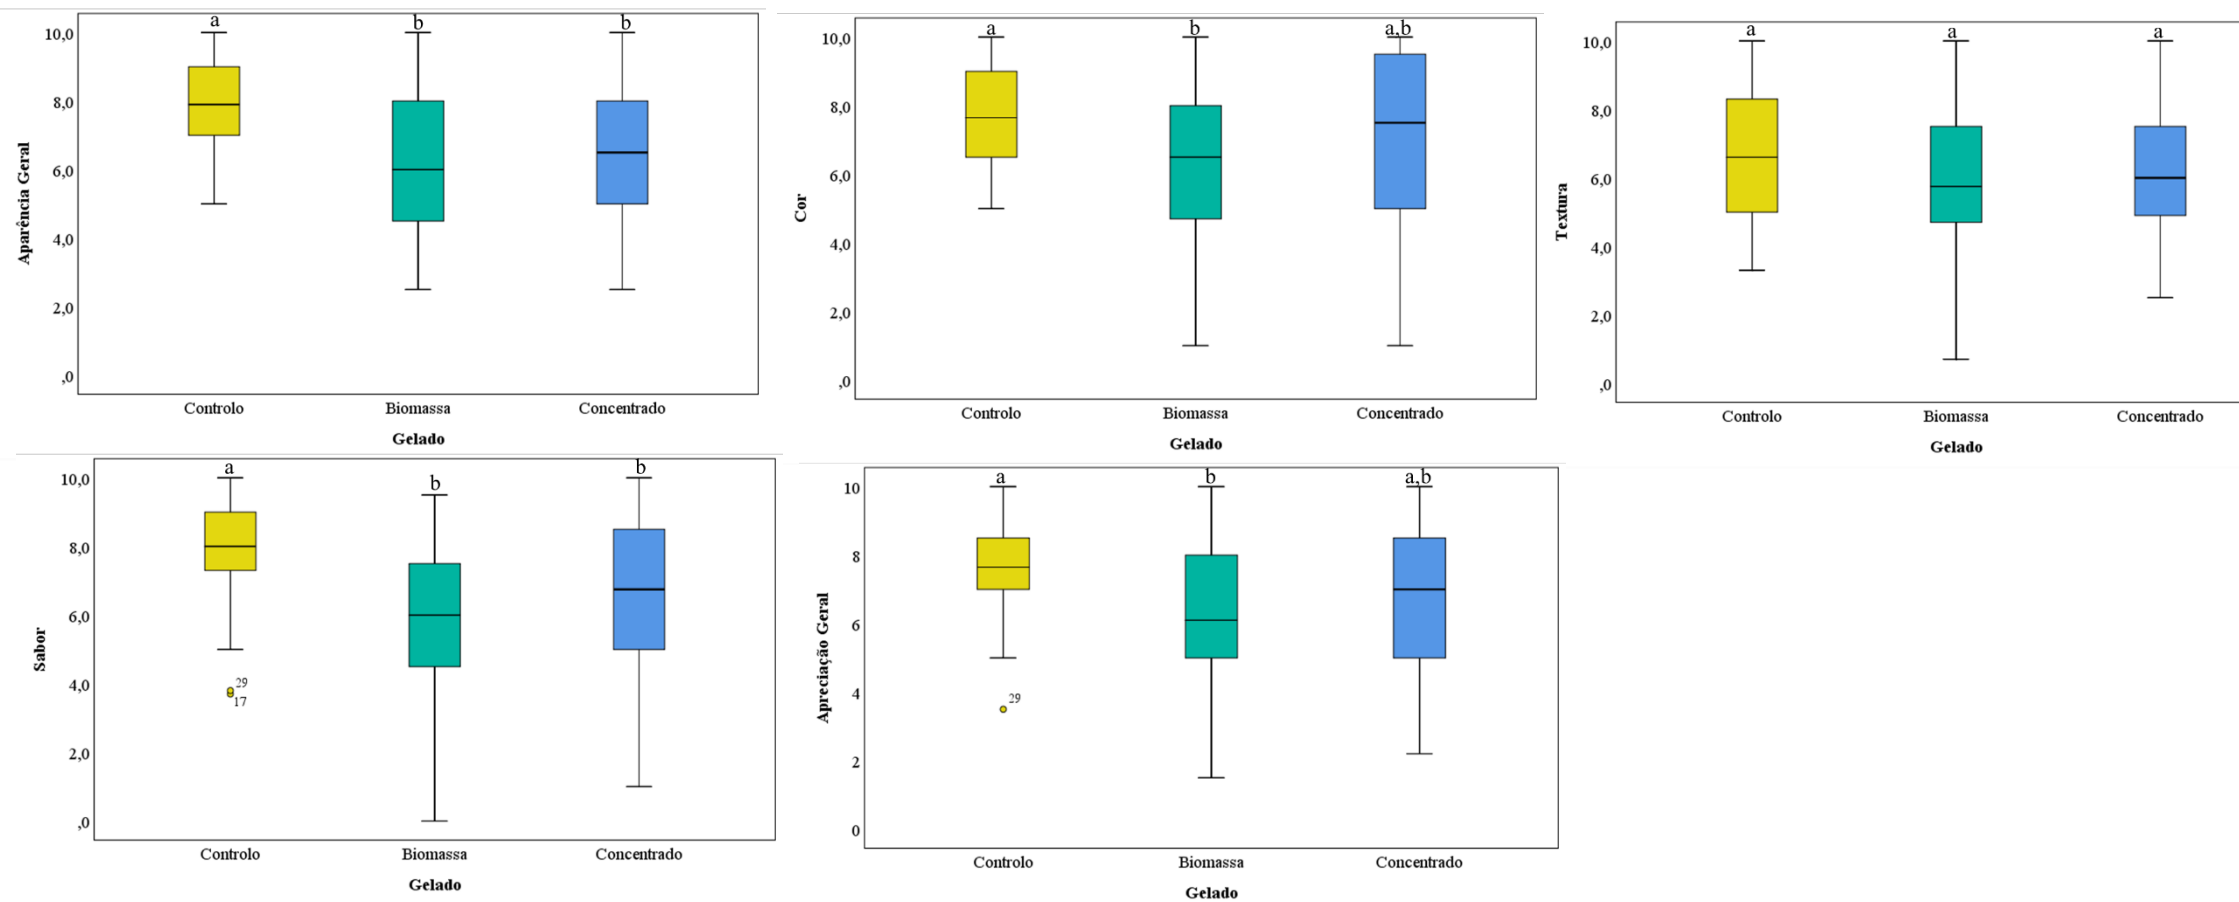 a b b
10,0
8,0
6,0
4,0
2,0
,0
Aparência Geral
Controlo Biomassa Concentrado
Gelado
a b a,b
10,0
8,0
6,0
4,0
2,0
,0
Cor
Controlo Biomassa Concentrado
Gelado
a a a
10,0
8,0
6,0
4,0
2,0
,0
Textura
Controlo Biomassa Concentrado
Gelado
a b b
10,0
8,0
6,0
4,0
2,0
,0
Sabor
29
17
Controlo Biomassa Concentrado
Gelado
a b a,b
10
8
6
4
2
0
Apreciação Geral
29
Controlo Biomassa Concentrado
Gelado